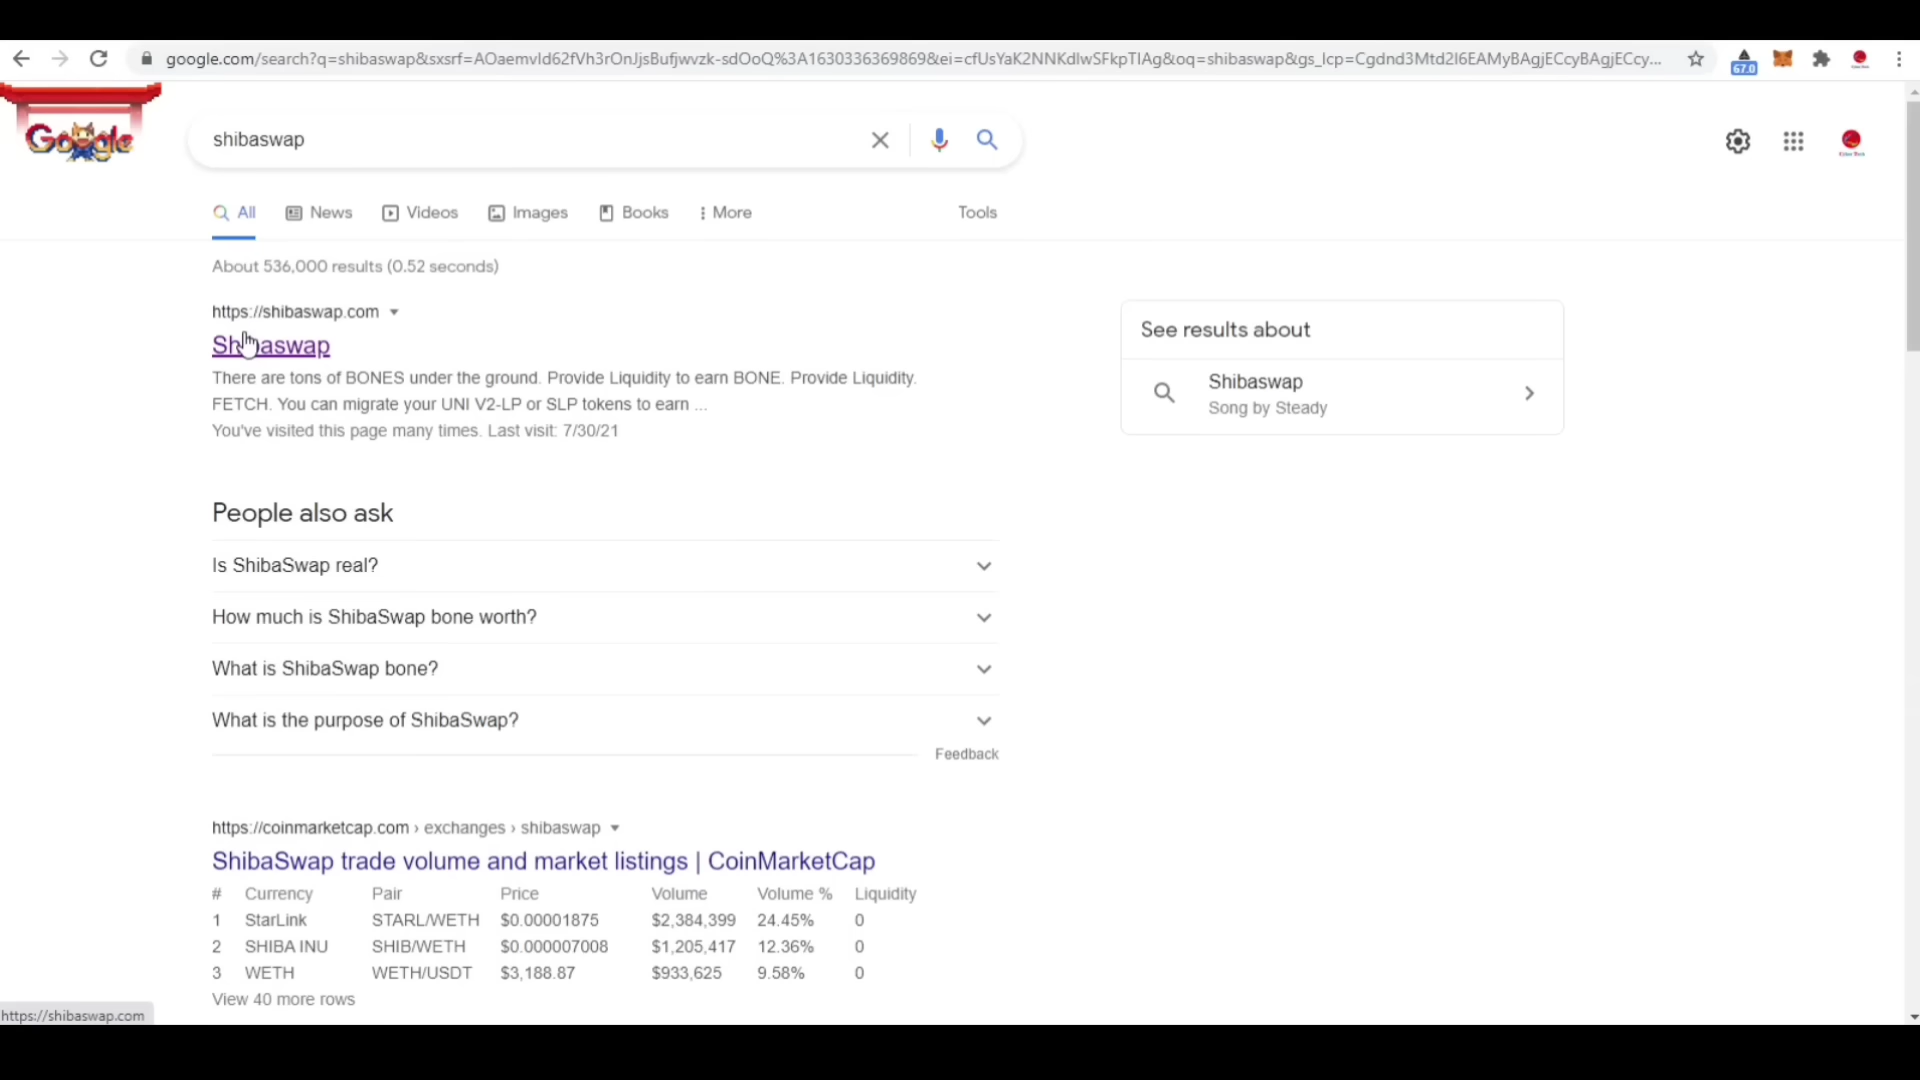 google.com/search?q=shibaswap&sxsrf=AOaemvId62fVh3rOnJjsBufjwvzk-sdOoQ%3A1630336369869&ei=cfUsYaK2NNKdlwSFkpTIAg&oq=shibaswap&gs_lcp=Cgdnd3Mtd2l6EAMyBAgjECcyBAgjECcy...
67.0
Google
shibaswap
All News Videos Images Books More Tools
About 536,000 results (0.52 seconds)
https://shibaswap.com
Shibaswap
There are tons of BONES under the ground. Provide Liquidity to earn BONE. Provide Liquidity.
FETCH. You can migrate your UNI V2-LP or SLP tokens to earn ...
You've visited this page many times. Last visit: 7/30/21
See results about
Shibaswap
Song by Steady
People also ask
Is ShibaSwap real?
How much is ShibaSwap bone worth?
What is ShibaSwap bone?
What is the purpose of ShibaSwap?
Feedback
https://coinmarketcap.com › exchanges › shibaswap
ShibaSwap trade volume and market listings | CoinMarketCap
# Currency Pair Price Volume Volume % Liquidity
1 StarLink STARL/WETH $0.00001875 $2,384,399 24.45% 0
2 SHIBA INU SHIB/WETH $0.000007008 $1,205,417 12.36% 0
3 WETH WETH/USDT $3,188.87 $933,625 9.58% 0
View 40 more rows
https://shibaswap.com